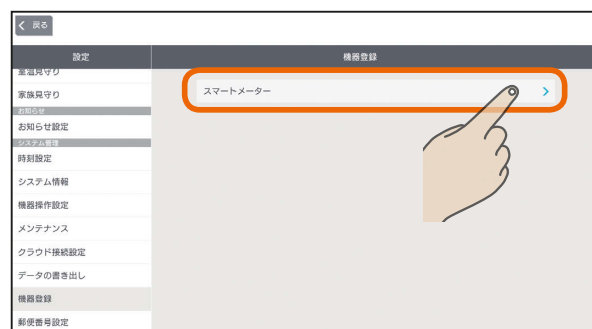 戻る
設定
機器登録
室温見守り
家族見守り
お知らせ
お知らせ設定
システム管理
時刻設定
システム情報
機器操作設定
メンテナンス
クラウド接続設定
データの書き出し
機器登録
郵便番号設定
スマートメーター